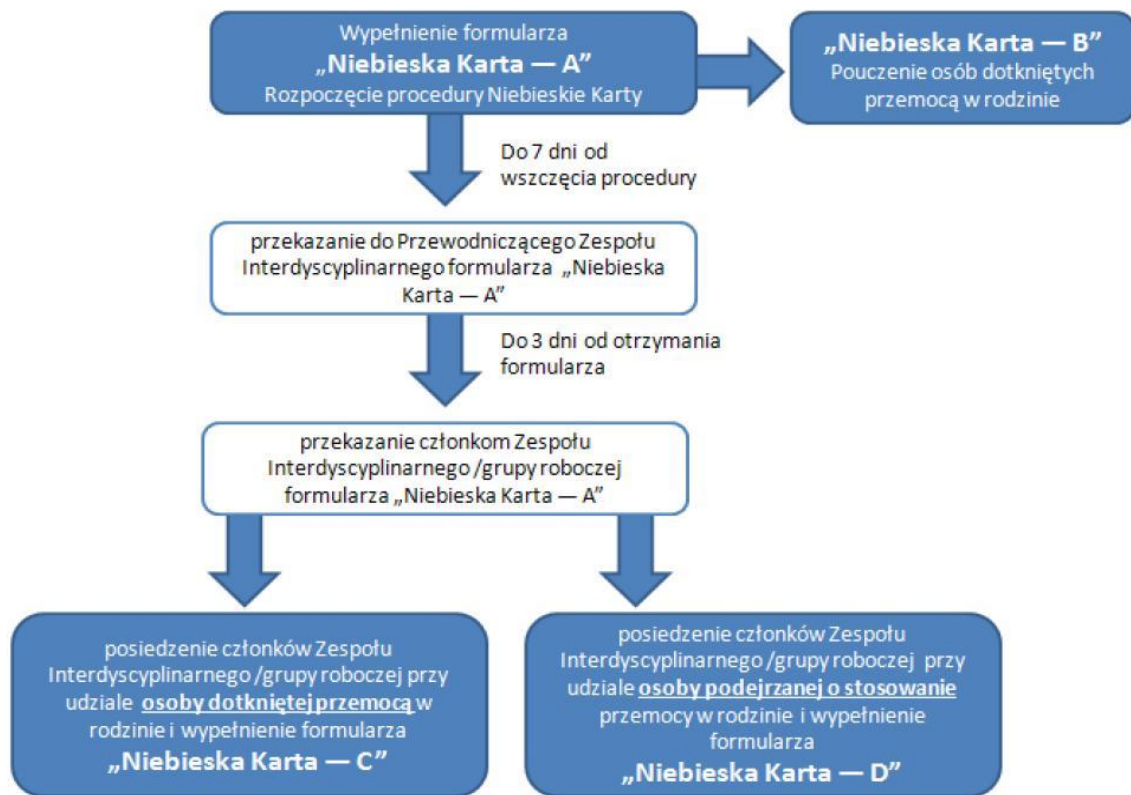 Wypełnienie formularza
„Niebieska Karta — A”
Rozpoczęcie procedury Niebieskie Karty
„Niebieska Karta — B”
Pouczenie osób dotkniętych
przemocą w rodzinie
Do 7 dni od
wszczęcia procedury
przekazanie do Przewodniczącego Zespołu
Interdyscyplinarnego formularza „Niebieska
Karta — A”
Do 3 dni od otrzymania
formularza
przekazanie członkom Zespołu
Interdyscyplinarnego /grupy roboczej
formularza „Niebieska Karta — A”
posiedzenie członków Zespołu
Interdyscyplinarnego /grupy roboczej przy
udziale osoby dotkniętej przemocą w
rodzinie i wypełnienie formularza
„Niebieska Karta — C”
posiedzenie członków Zespołu
Interdyscyplinarnego /grupy roboczej przy
udziale osoby podejrzanej o stosowanie
przemocy w rodzinie i wypełnienie
formularza
„Niebieska Karta — D”